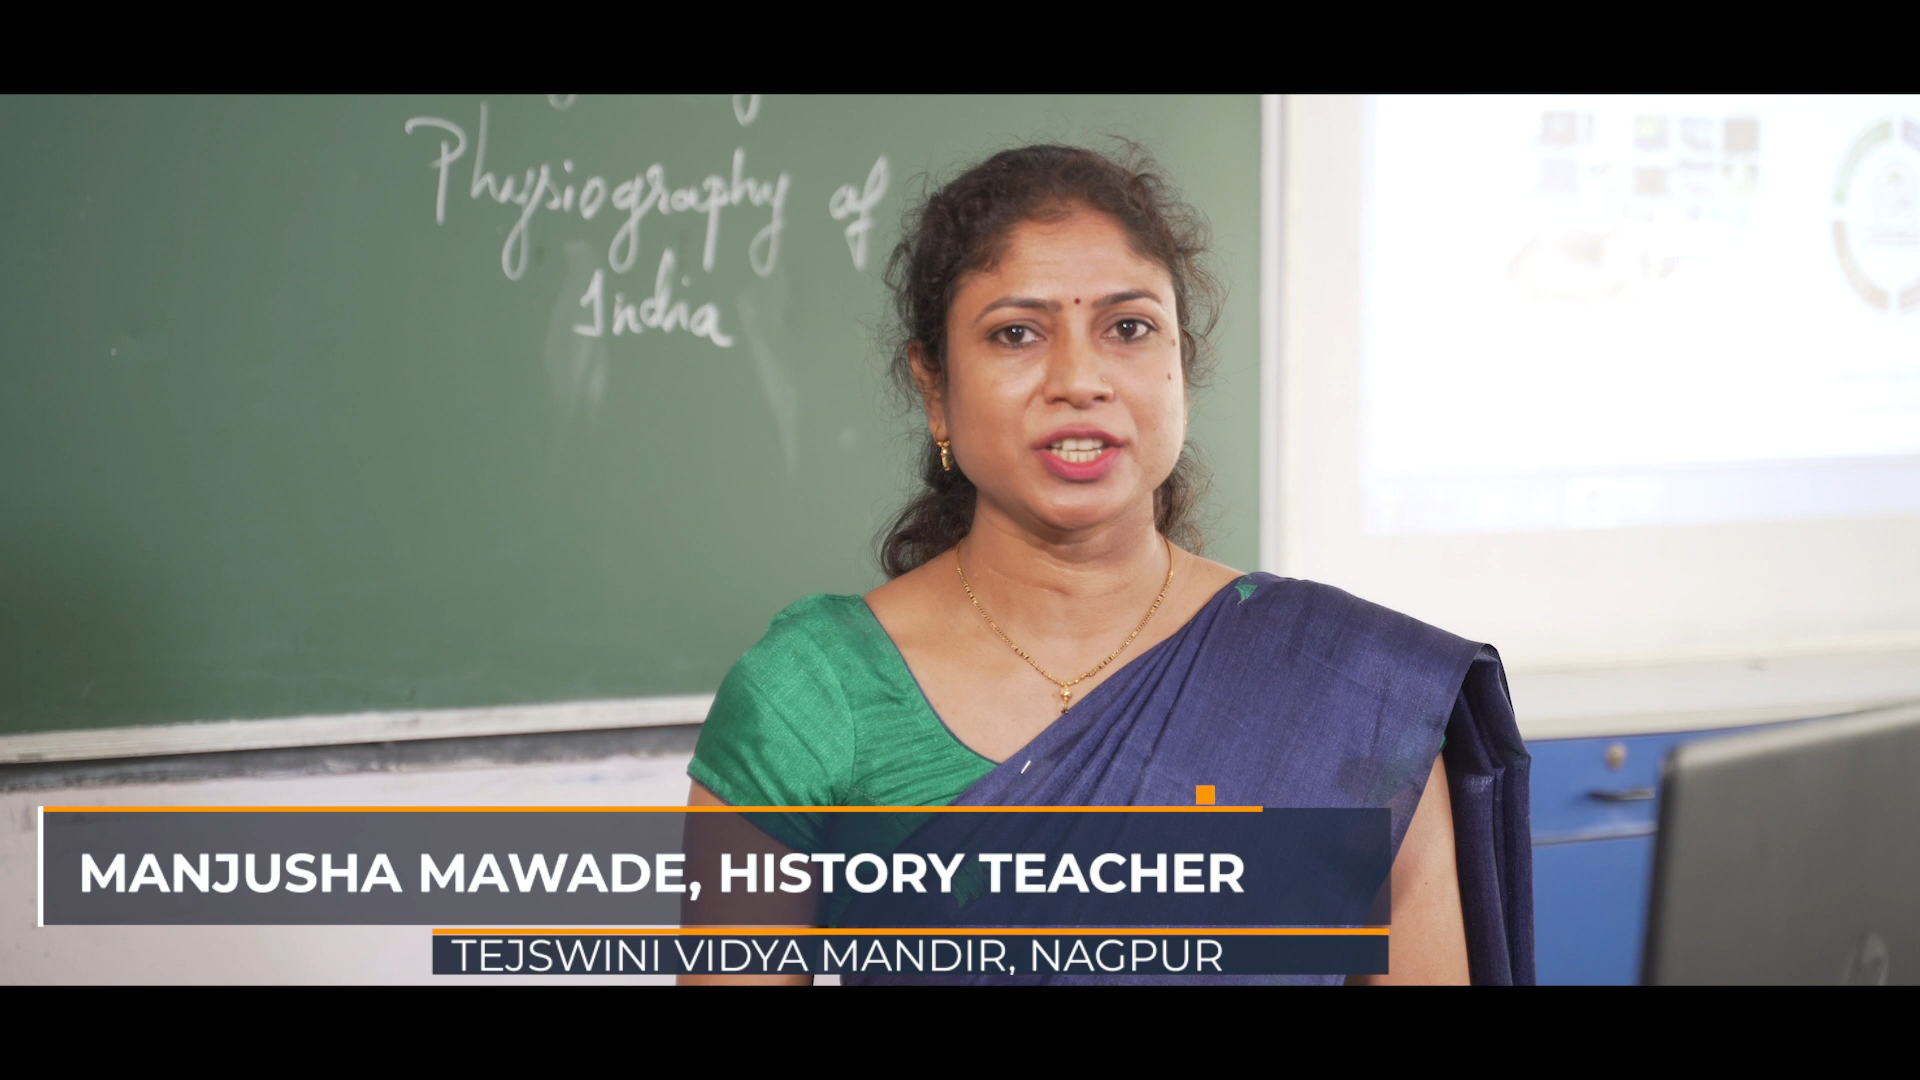 Physiography of
India
MANJUSHA MAWADE, HISTORY TEACHER
TEJSWINI VIDYA MANDIR, NAGPUR